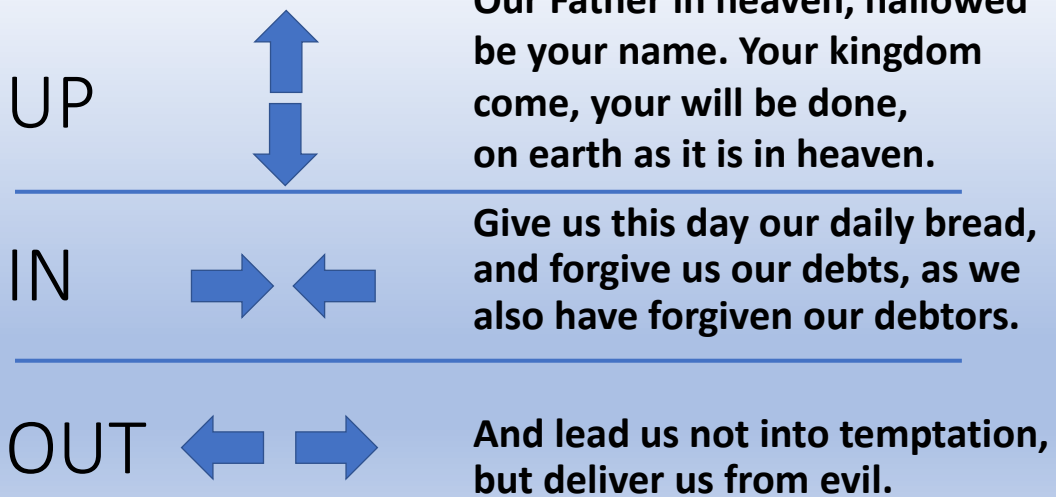 Our Father in heaven, hallowed
be your name. Your kingdom
UP
come, your will be done,
on earth as it is in heaven.
Give us this day our daily bread,
IN
and forgive us our debts, as we
also have forgiven our debtors.
OUT
And lead us not into temptation,
but deliver us from evil.